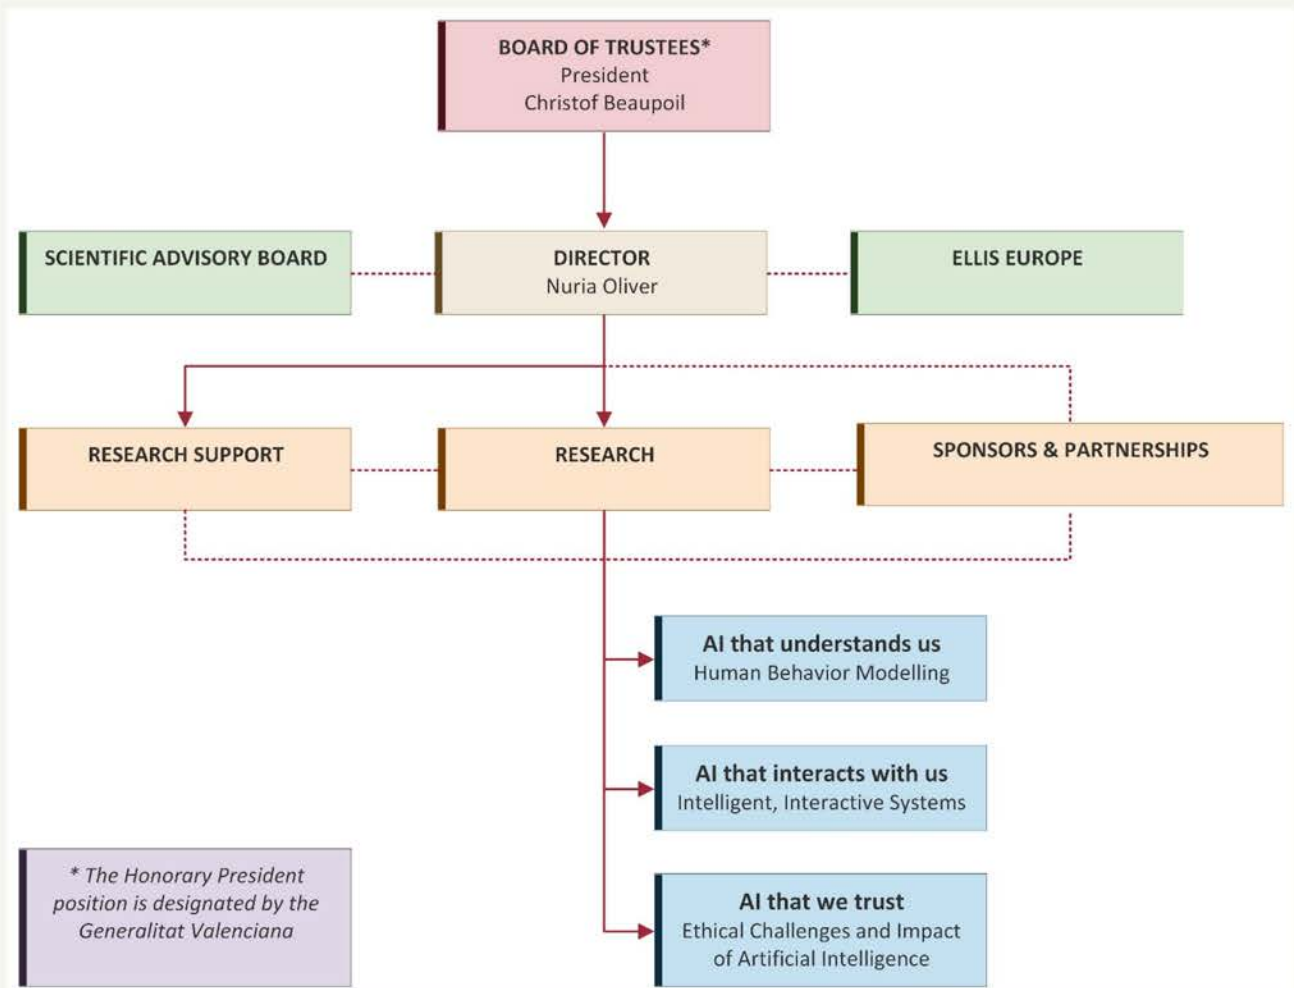 BOARD OF TRUSTEES*
President
Christof Beaupoil
SCIENTIFIC ADVISORY BOARD
DIRECTOR
Nuria Oliver
ELLIS EUROPE
RESEARCH SUPPORT
RESEARCH
SPONSORS & PARTNERSHIPS
AI that understands us
Human Behavior Modelling
AI that interacts with us
Intelligent, Interactive Systems
* The Honorary President
position is designated by the
Generalitat Valenciana
AI that we trust
Ethical Challenges and Impact
of Artificial Intelligence